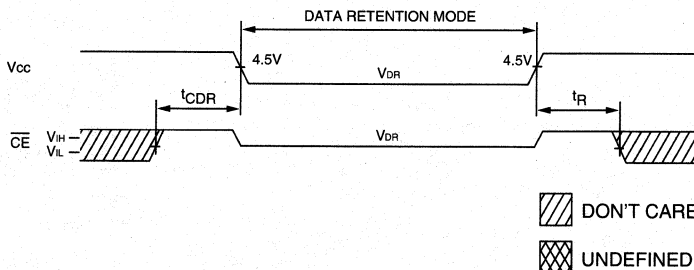 DATA RETENTION MODE
Vcc
4.5V
VDR
4.5V
tCDR
tR
CE
VIH
VIL
VDR
DON'T CARE
UNDEFINED